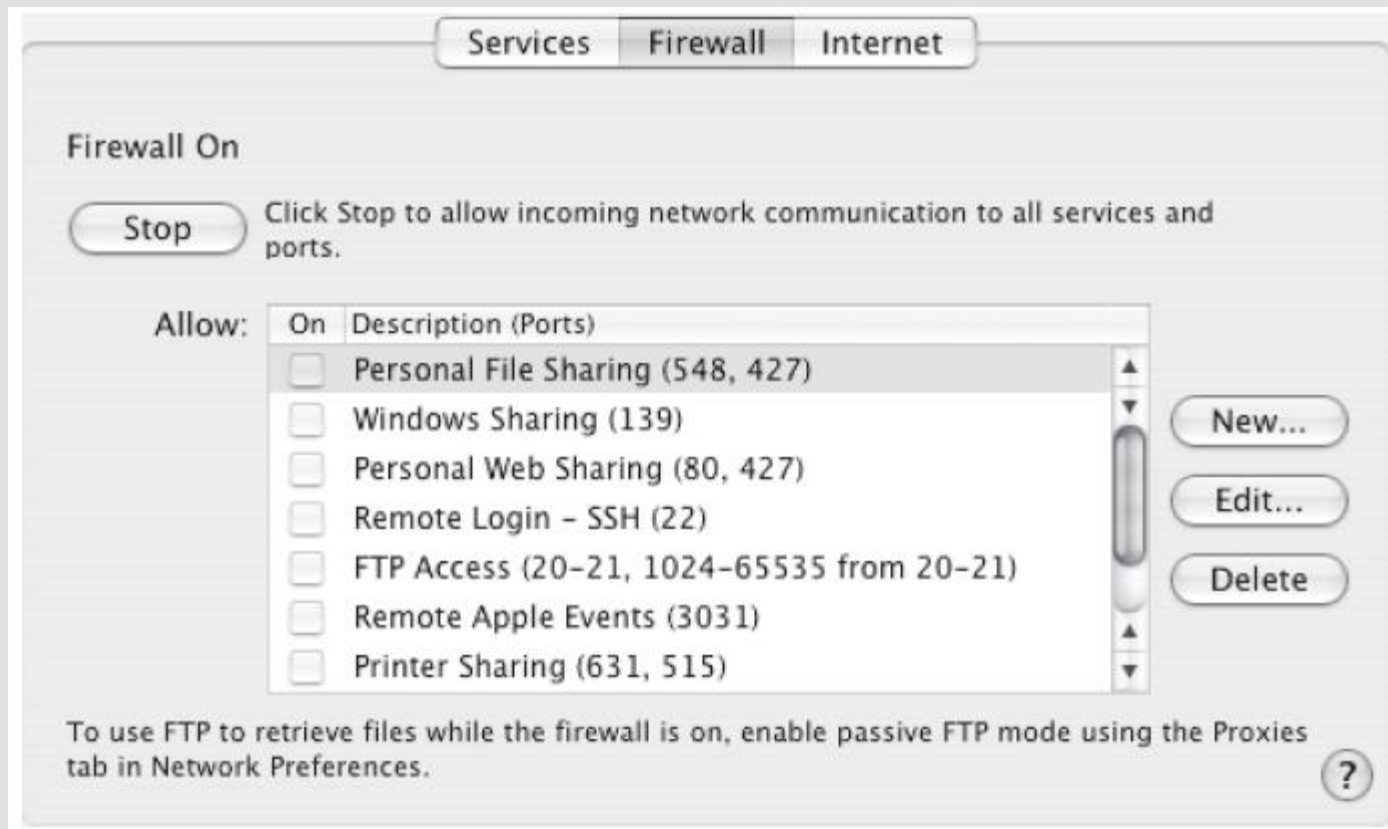 Services Firewall Internet
Firewall On
Stop
Click Stop to allow incoming network communication to all services and
ports.
Allow:
On Description (Ports)
Personal File Sharing (548, 427)
Windows Sharing (139)
Personal Web Sharing (80, 427)
Remote Login – SSH (22)
FTP Access (20–21, 1024–65535 from 20–21)
Remote Apple Events (3031)
Printer Sharing (631, 515)
New...
Edit...
Delete
To use FTP to retrieve files while the firewall is on, enable passive FTP mode using the Proxies
tab in Network Preferences.
?